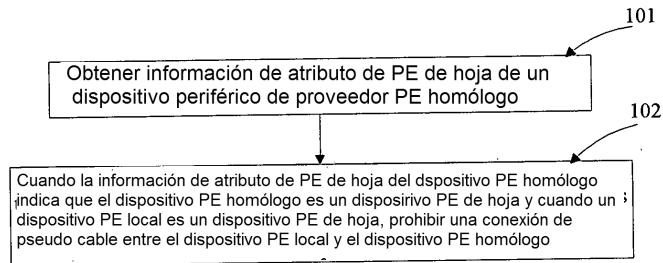 101
Obtener información de atributo de PE de hoja de un
dispositivo periférico de proveedor PE homólogo
102
Cuando la información de atributo de PE de hoja del dspositivo PE homólogo
indica que el dispositivo PE homólogo es un disposirivo PE de hoja y cuando un
dispositivo PE local es un dispositivo PE de hoja, prohibir una conexión de
pseudo cable entre el dispositivo PE local y el dispositivo PE homólogo